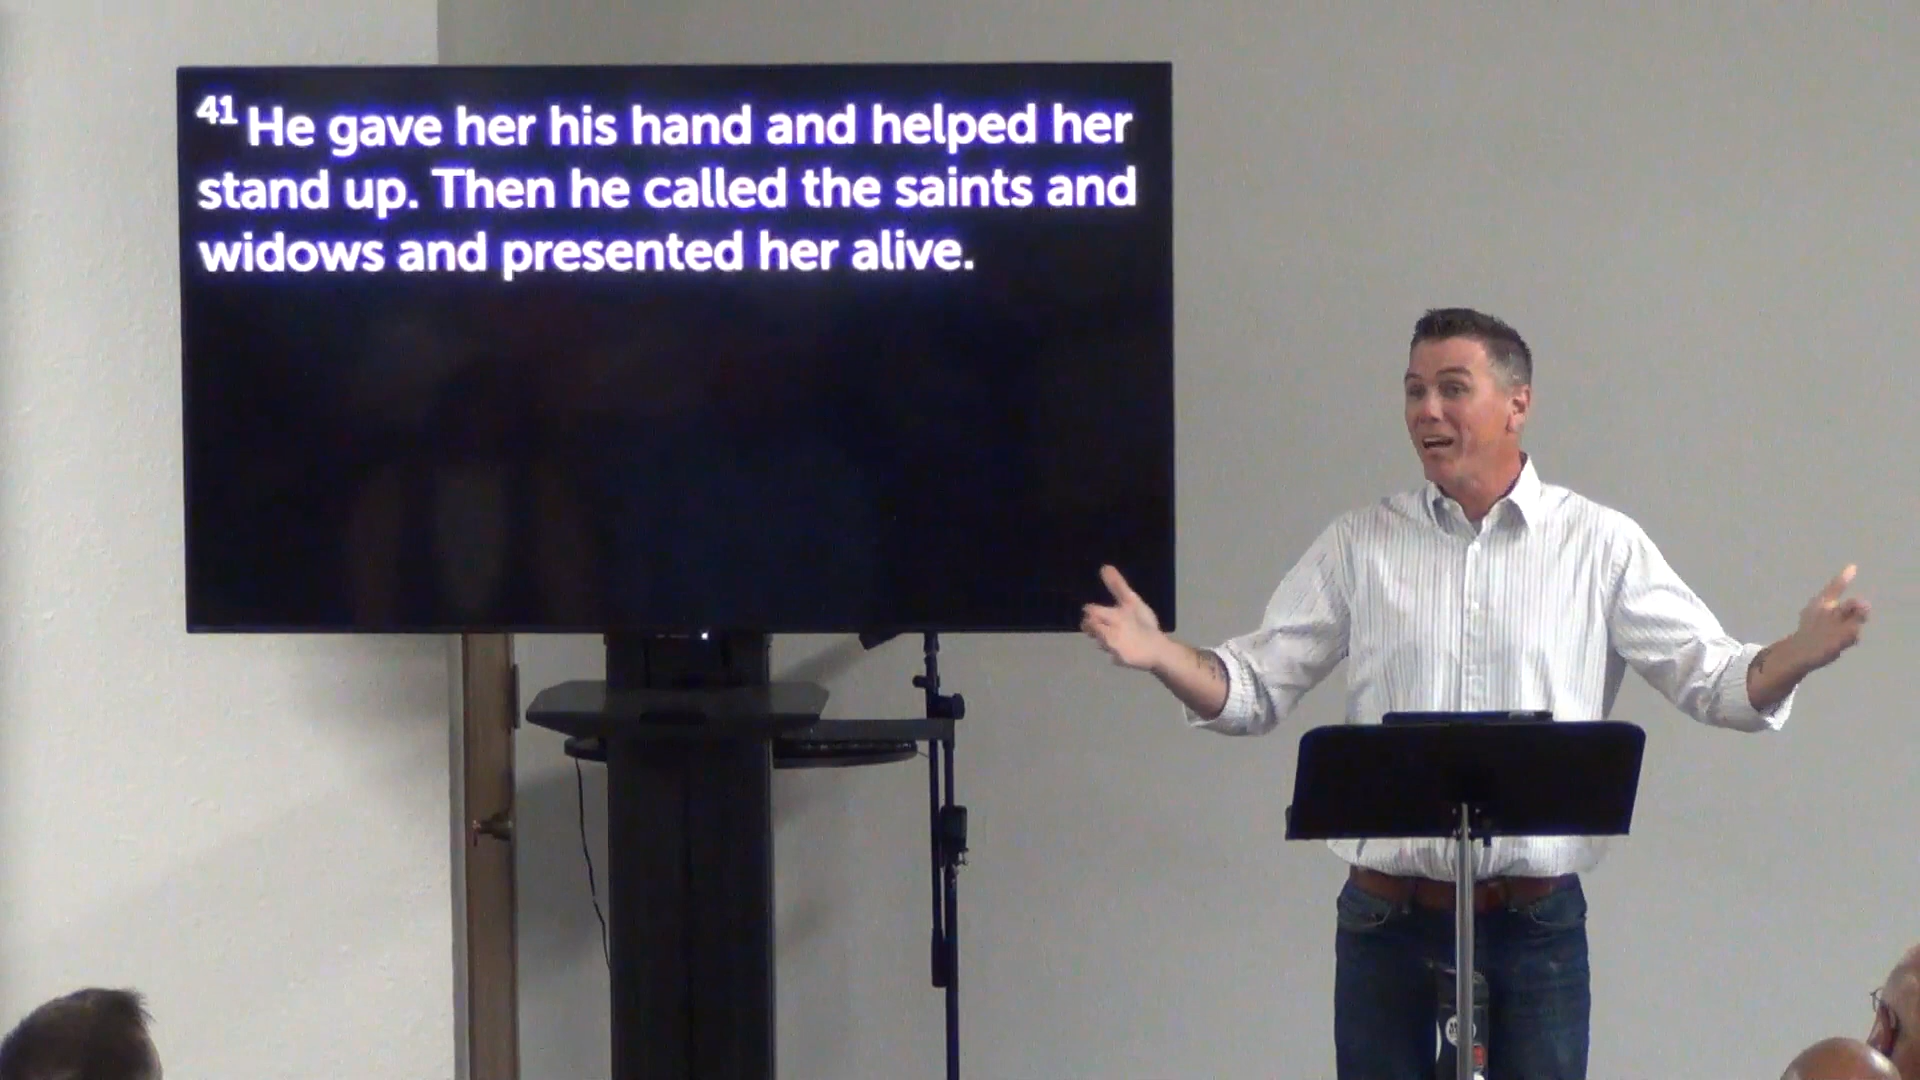 41 He gave her his hand and helped her
stand up. Then he called the saints and
widows and presented her alive.